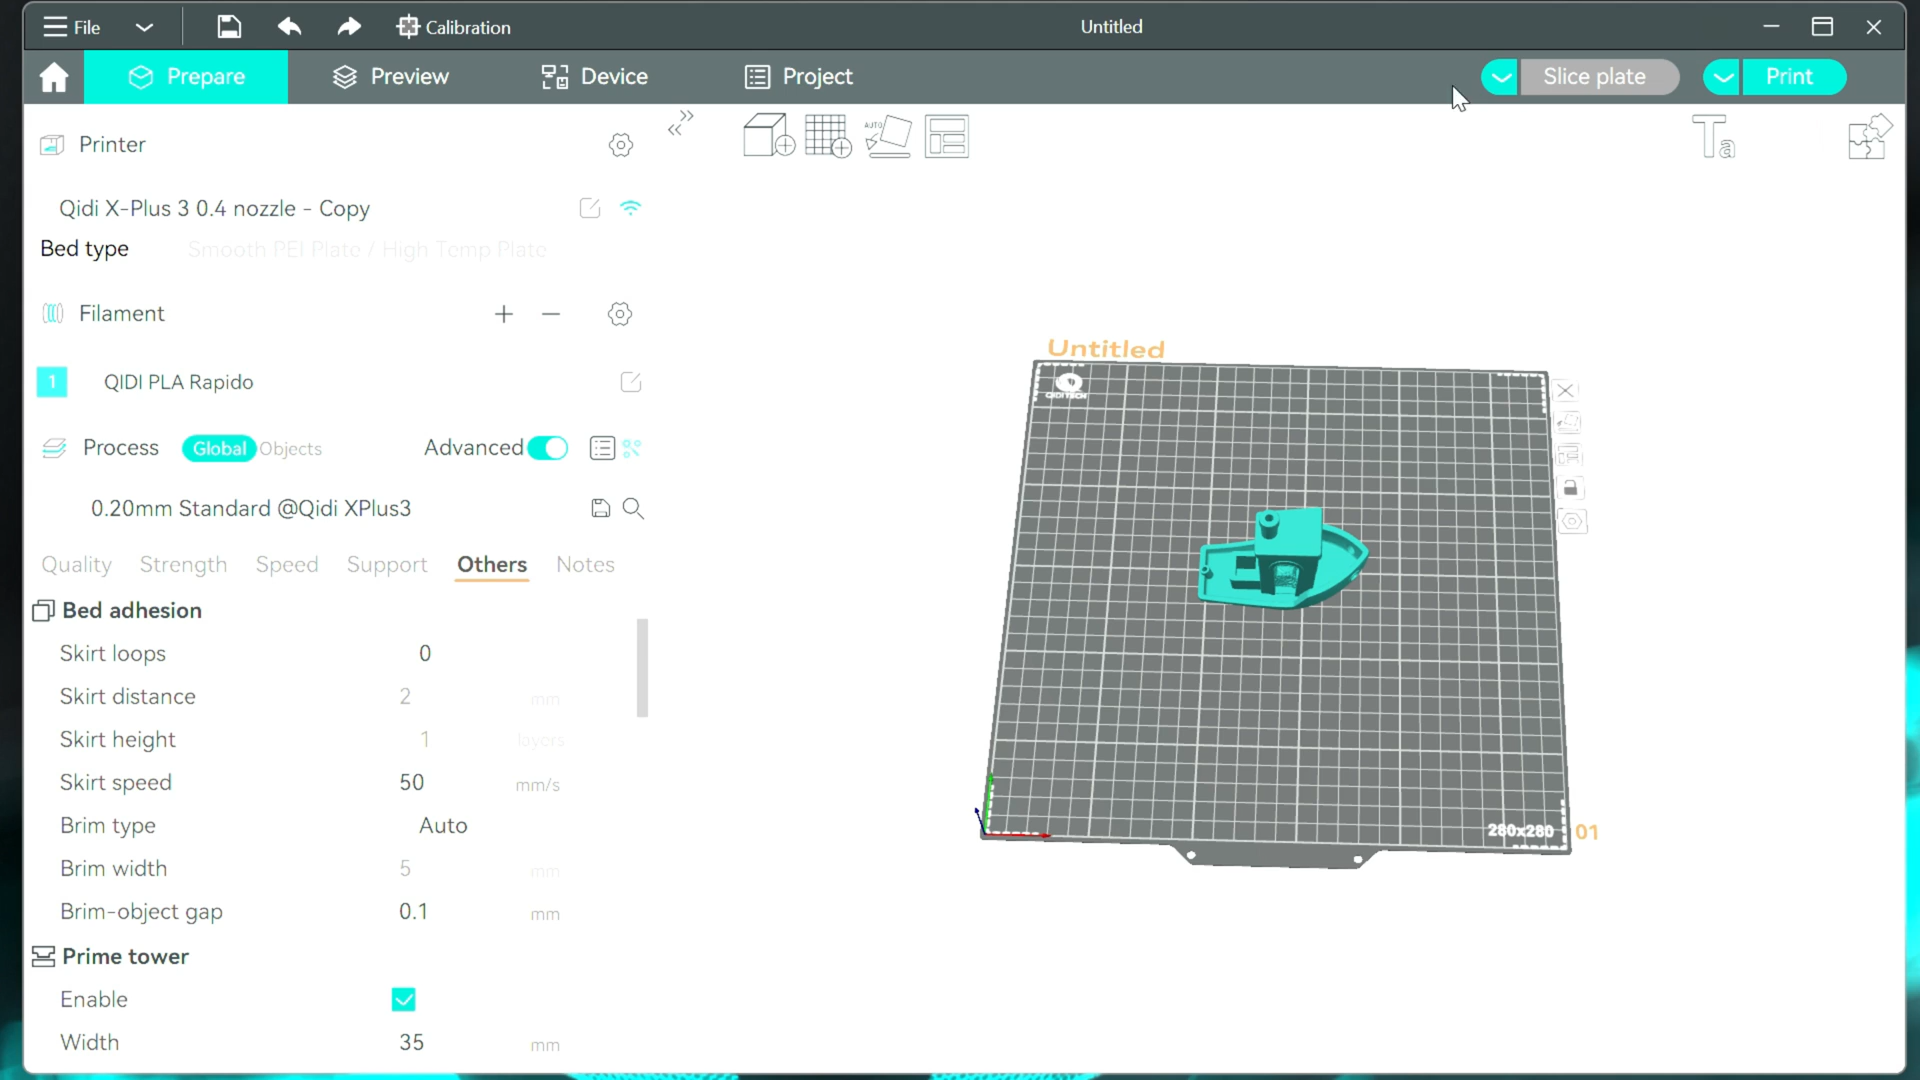 File
Calibration
Untitled
Prepare
Preview
Device
Project
Slice plate
Print
Printer
AUTO
Ta
Qidi X-Plus 3 0.4 nozzle - Copy
Bed type
Smooth PEI Plate / High Temp Plate
Filament
1
QIDI PLA Rapido
Process
Global
Objects
Advanced
0.20mm Standard @Qidi XPlus3
Quality
Strength
Speed
Support
Others
Notes
Bed adhesion
Skirt loops 0
Skirt distance 2 mm
Skirt height 1 layers
Skirt speed 50 mm/s
Brim type Auto
Brim width 5 mm
Brim-object gap 0.1 mm
Prime tower
Enable
Width 35 mm
Untitled
QIDI TECH
280x280
01